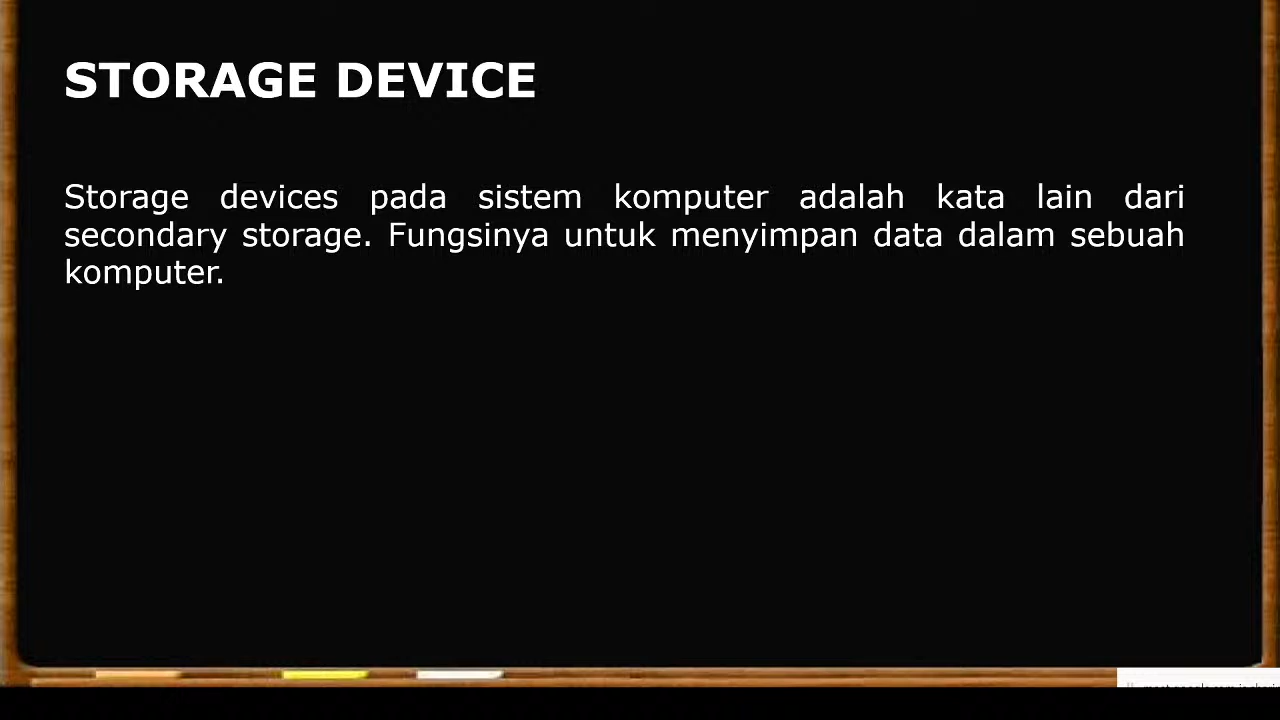 STORAGE DEVICE
Storage devices pada sistem komputer adalah kata lain dari
secondary storage. Fungsinya untuk menyimpan data dalam sebuah
komputer.